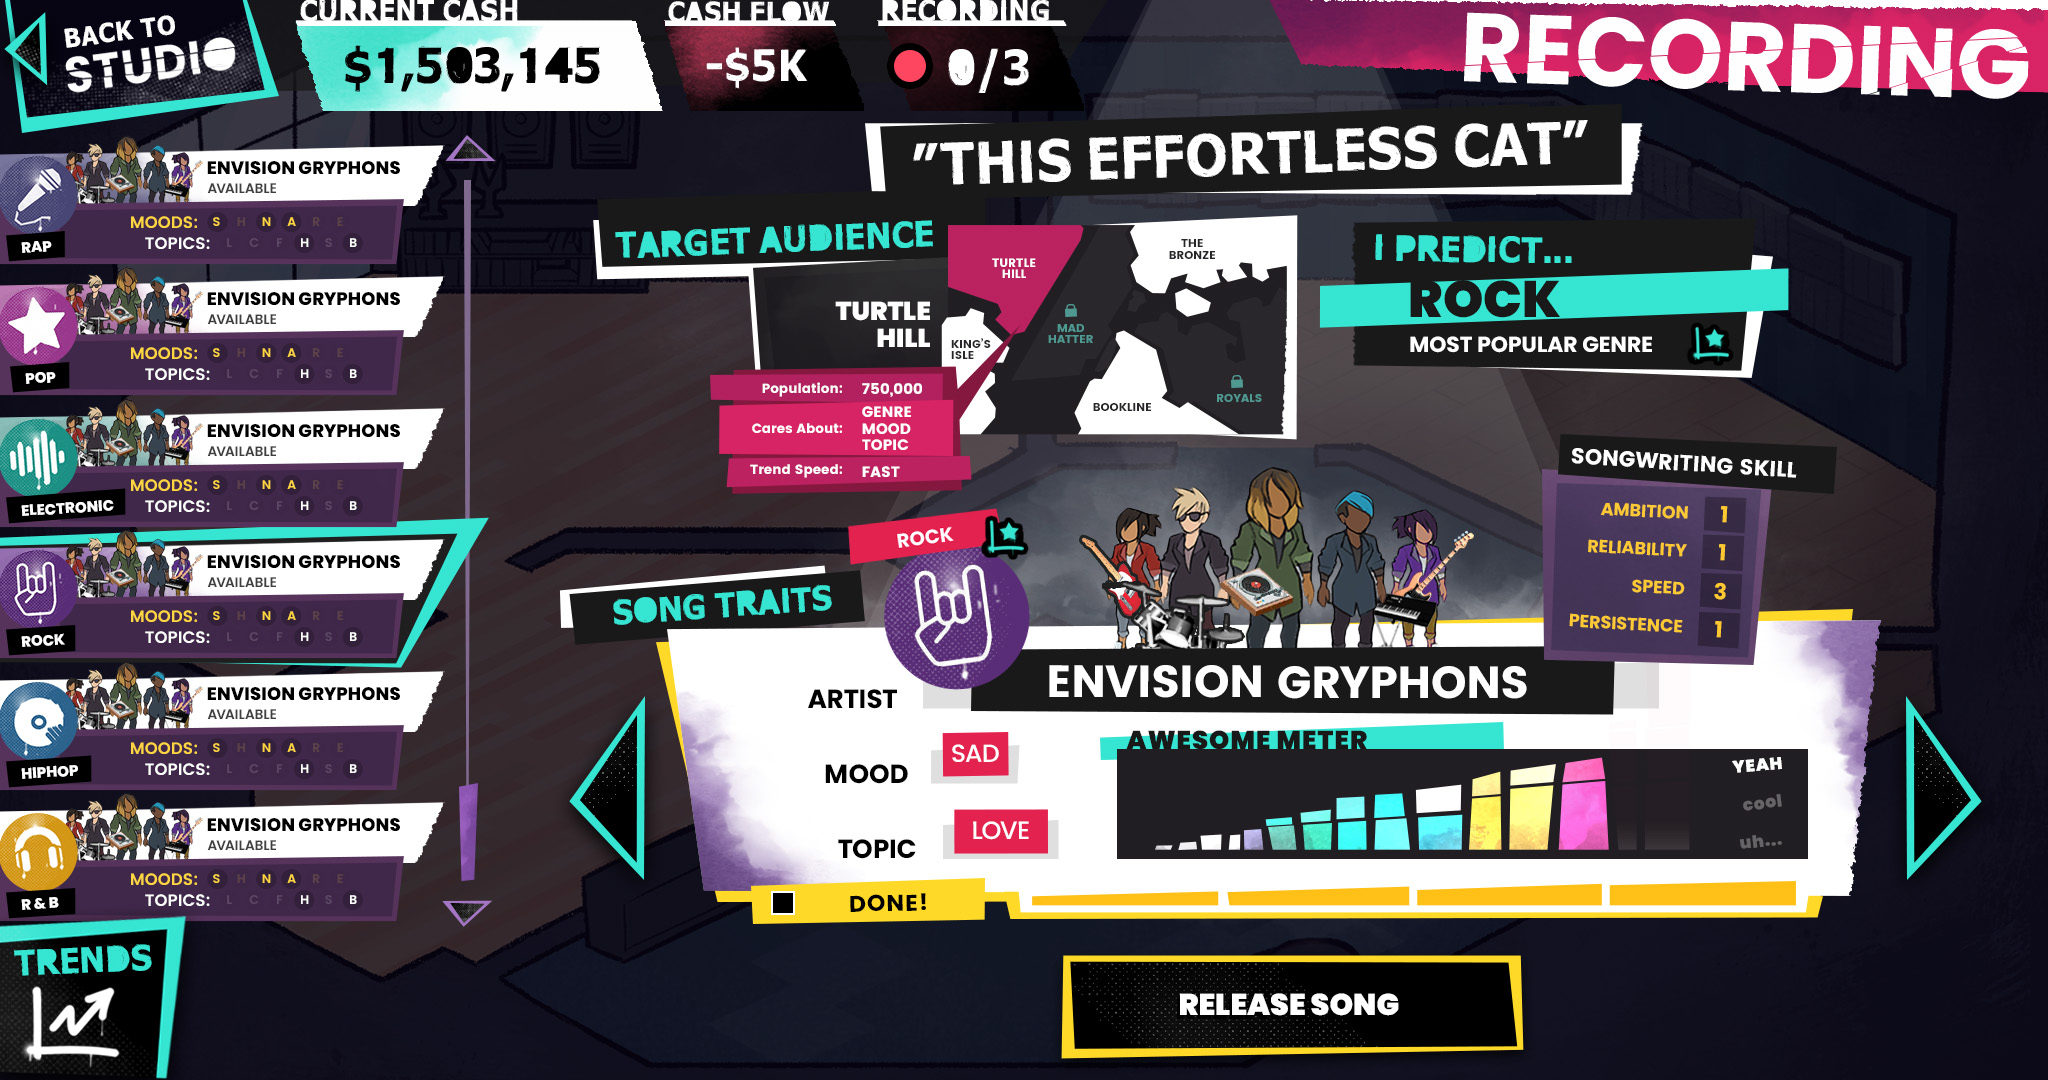 BACK TO
STUDIO
CURRENT CASH
$1,503,145
CASH FLOW
-$5K
RECORDING
0/3
RECORDING
"THIS EFFORTLESS CAT"
ENVISION GRYPHONS
AVAILABLE
MOODS: S H N A R E
TOPICS: L C F H S B
RAP
ENVISION GRYPHONS
AVAILABLE
MOODS: S H N A R E
TOPICS: L C F H S B
POP
ENVISION GRYPHONS
AVAILABLE
MOODS: S H N A R E
TOPICS: L C F H S B
ELECTRONIC
ENVISION GRYPHONS
AVAILABLE
MOODS: S H N A R E
TOPICS: L C F H S B
ROCK
ENVISION GRYPHONS
AVAILABLE
MOODS: S H N A R E
TOPICS: L C F H S B
HIPHOP
ENVISION GRYPHONS
AVAILABLE
MOODS: S H N A R E
TOPICS: L C F H S B
R & B
TRENDS
TARGET AUDIENCE
TURTLE
HILL
TURTLE
HILL
THE
BRONZE
MAD
HATTER
KING'S
ISLE
BOOKLINE
ROYALS
Population: 750,000
Cares About: GENRE
MOOD
TOPIC
Trend Speed: FAST
I PREDICT...
ROCK
MOST POPULAR GENRE
SONGWRITING SKILL
AMBITION 1
RELIABILITY 1
SPEED 3
PERSISTENCE 1
SONG TRAITS
ROCK
ARTIST
ENVISION GRYPHONS
MOOD
SAD
TOPIC
LOVE
AWESOME METER
YEAH
cool
uh...
DONE!
RELEASE SONG